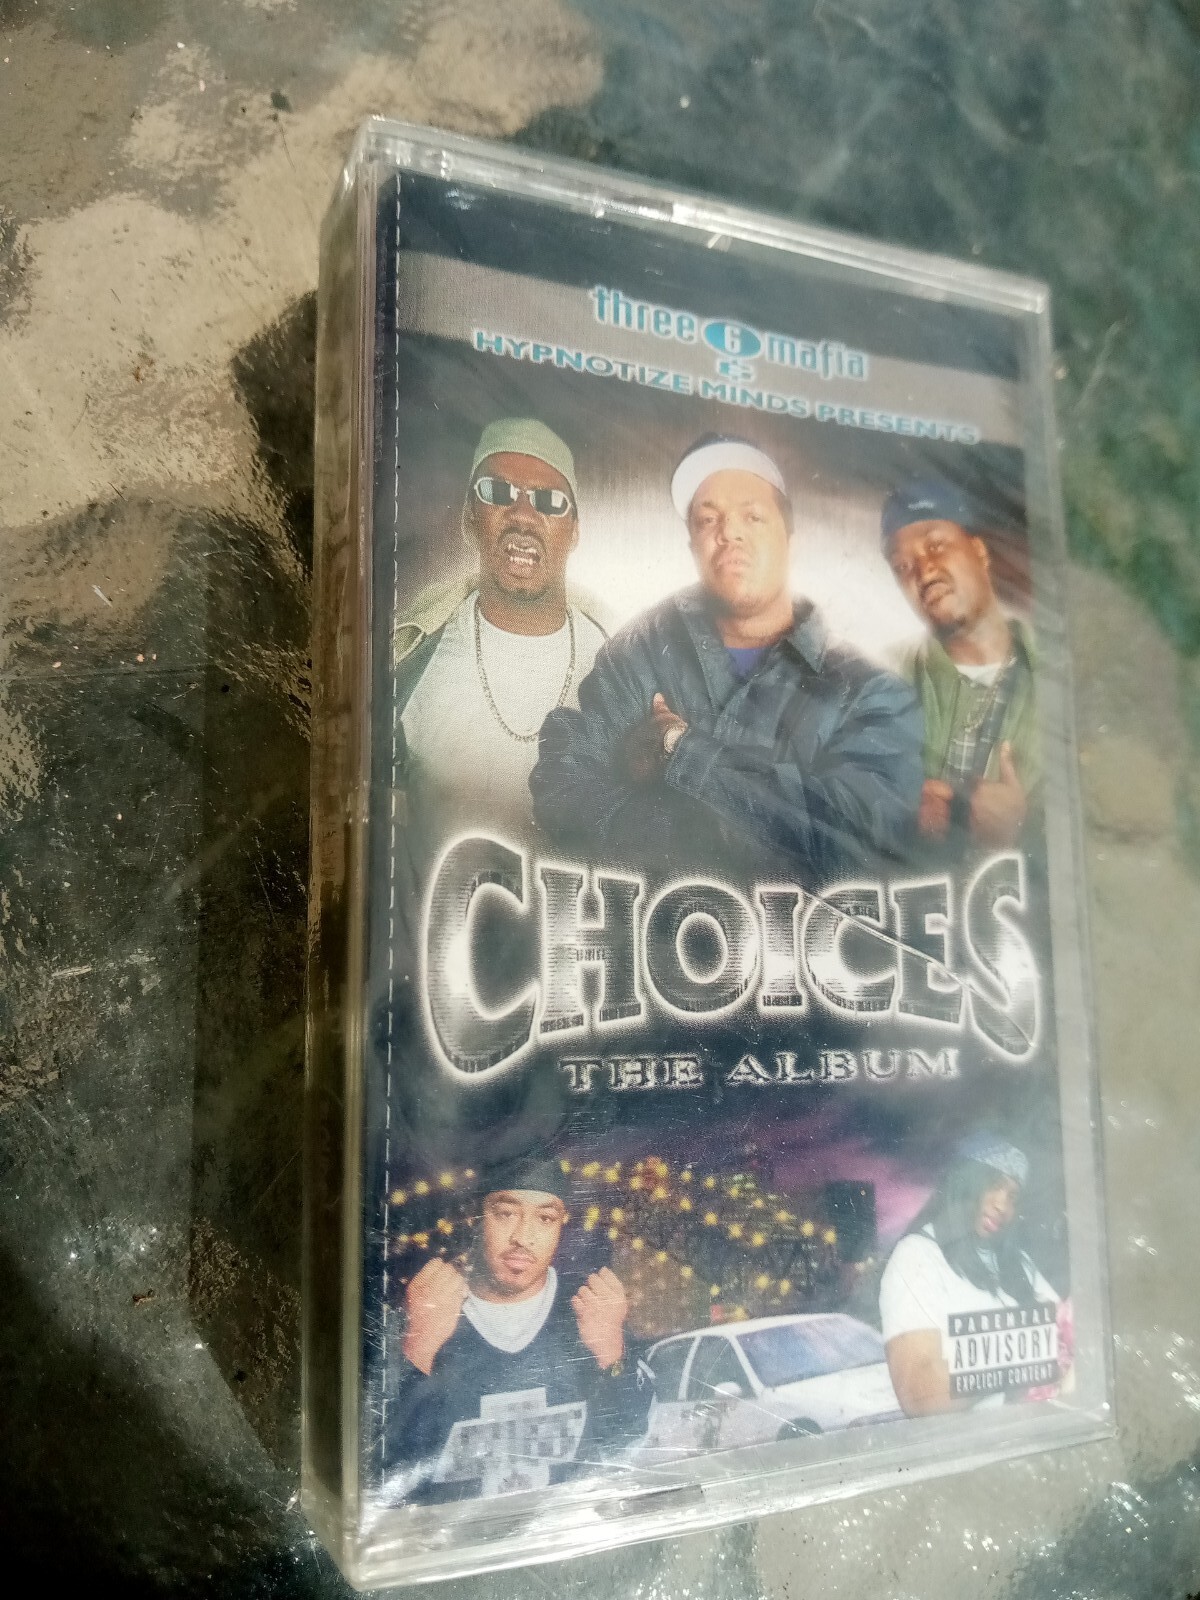 three 6 mafia
&
HYPNOTIZE MINDS PRESENTS
CHOICES
THE ALBUM
PARENTAL
ADVISORY
EXPLICIT CONTENT